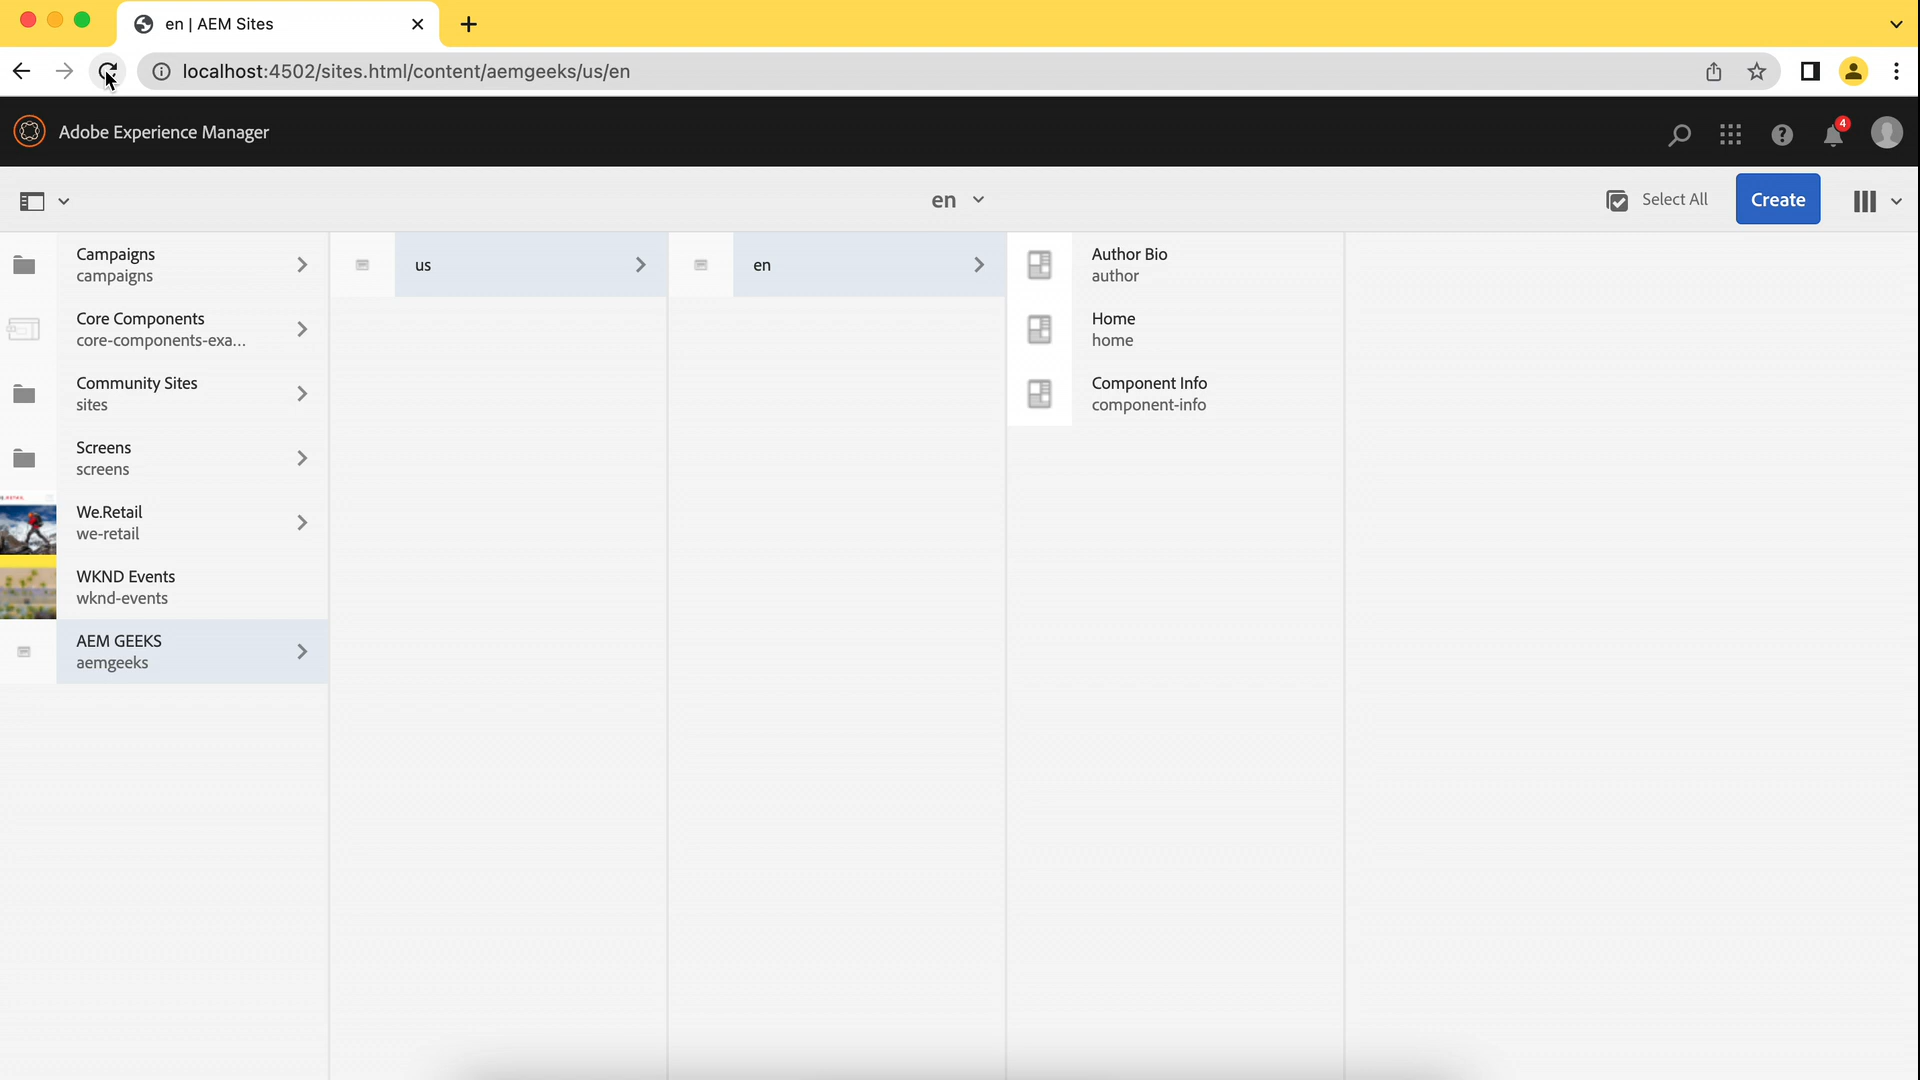 en | AEM Sites
localhost:4502/sites.html/content/aemgeeks/us/en
Adobe Experience Manager
4
en
Select All
Create
Campaigns
campaigns
Core Components
core-components-exa...
Community Sites
sites
Screens
screens
We.Retail
we-retail
WKND Events
wknd-events
AEM GEEKS
aemgeeks
us
en
Author Bio
author
Home
home
Component Info
component-info